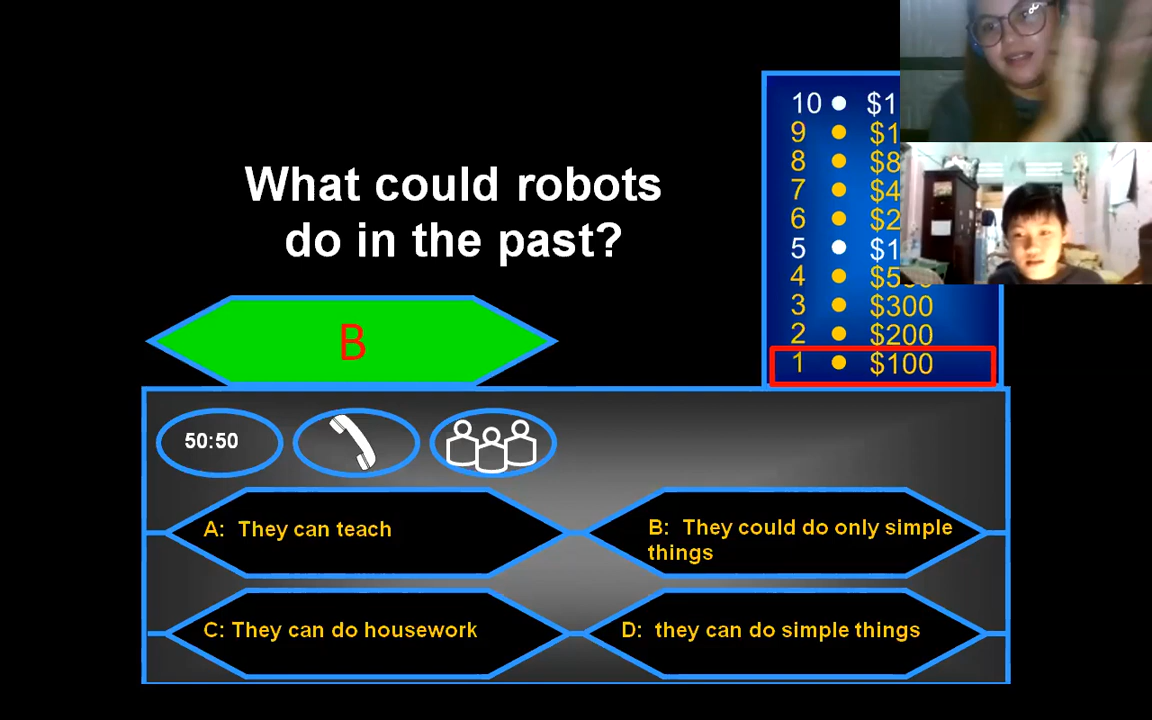 What could robots
do in the past?
10 $1
9 $1
8 $8
7 $4
6 $2
5 $1
4 $500
3 $300
2 $200
1 $100
B
50:50
A: They can teach
B: They could do only simple
things
C: They can do housework
D: they can do simple things